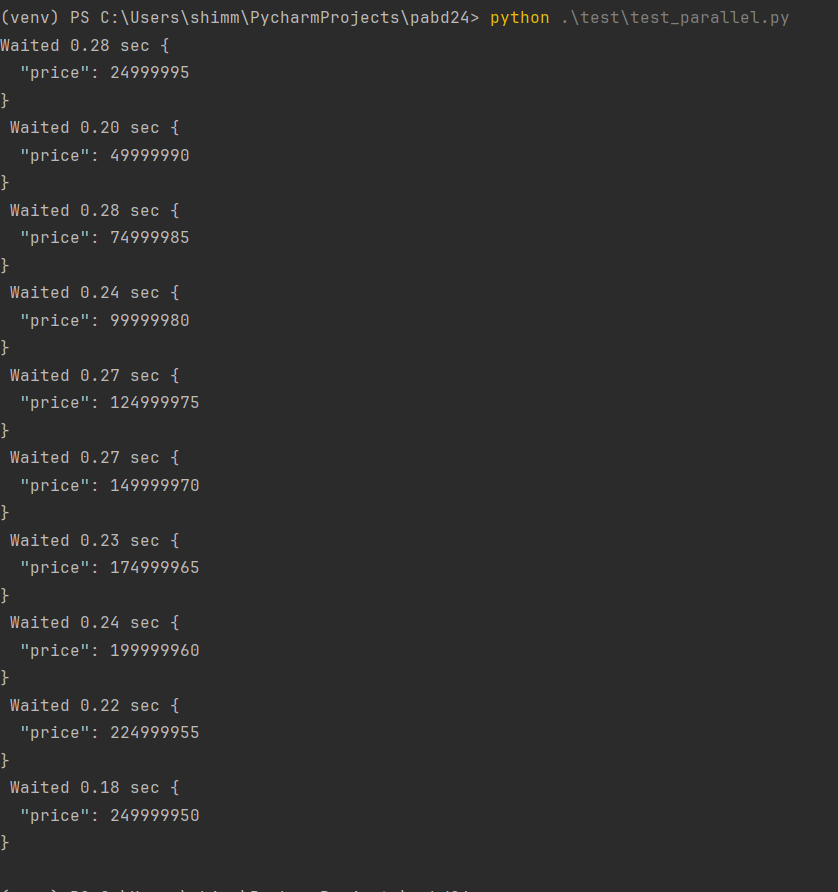 (venv) PS C:\Users\shimm\PycharmProjects\pabd24> python .\test\test_parallel.py
Waited 0.28 sec {
  "price": 24999995
}
 Waited 0.20 sec {
  "price": 49999990
}
 Waited 0.28 sec {
  "price": 74999985
}
 Waited 0.24 sec {
  "price": 99999980
}
 Waited 0.27 sec {
  "price": 124999975
}
 Waited 0.27 sec {
  "price": 149999970
}
 Waited 0.23 sec {
  "price": 174999965
}
 Waited 0.24 sec {
  "price": 199999960
}
 Waited 0.22 sec {
  "price": 224999955
}
 Waited 0.18 sec {
  "price": 249999950
}